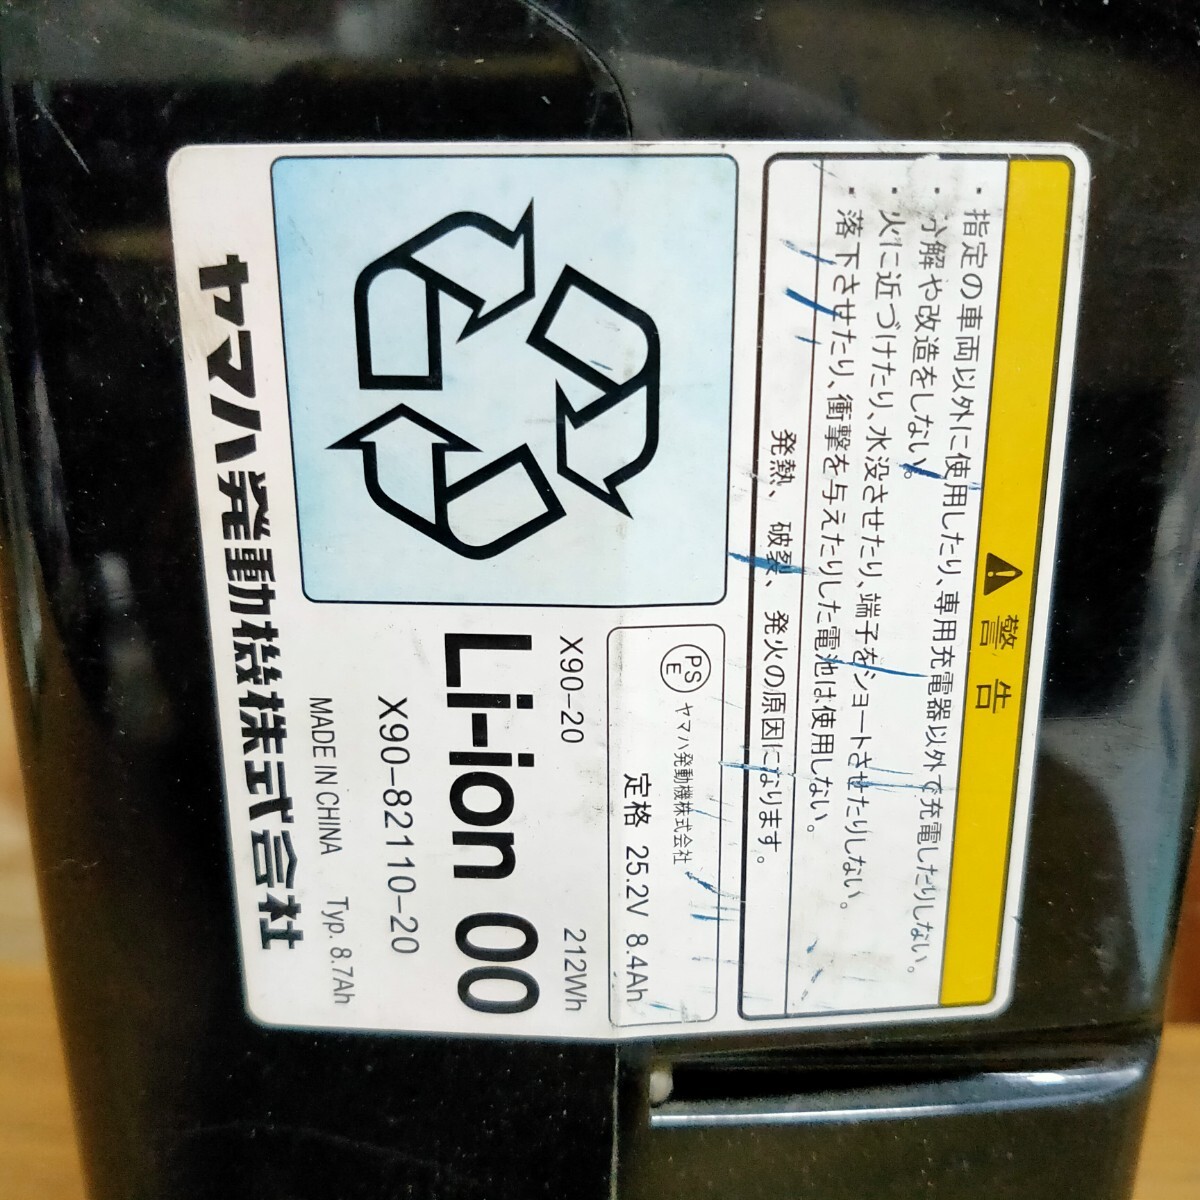 警告
・指定の車両以外に使用したり、専用充電器以外で充電したりしない。
・分解や改造をしない。
・火に近づけたり、水没させたり、端子をショートさせたりしない。
・落下させたり、衝撃を与えたりした電池は使用しない。
発熱、破裂、発火の原因になります。
PSE ヤマハ発動機株式会社
定格 25.2V 8.4Ah
X90-20 212Wh
Li-ion 00
X90-82110-20
MADE IN CHINA Typ. 8.7Ah
ヤマハ発動機株式会社